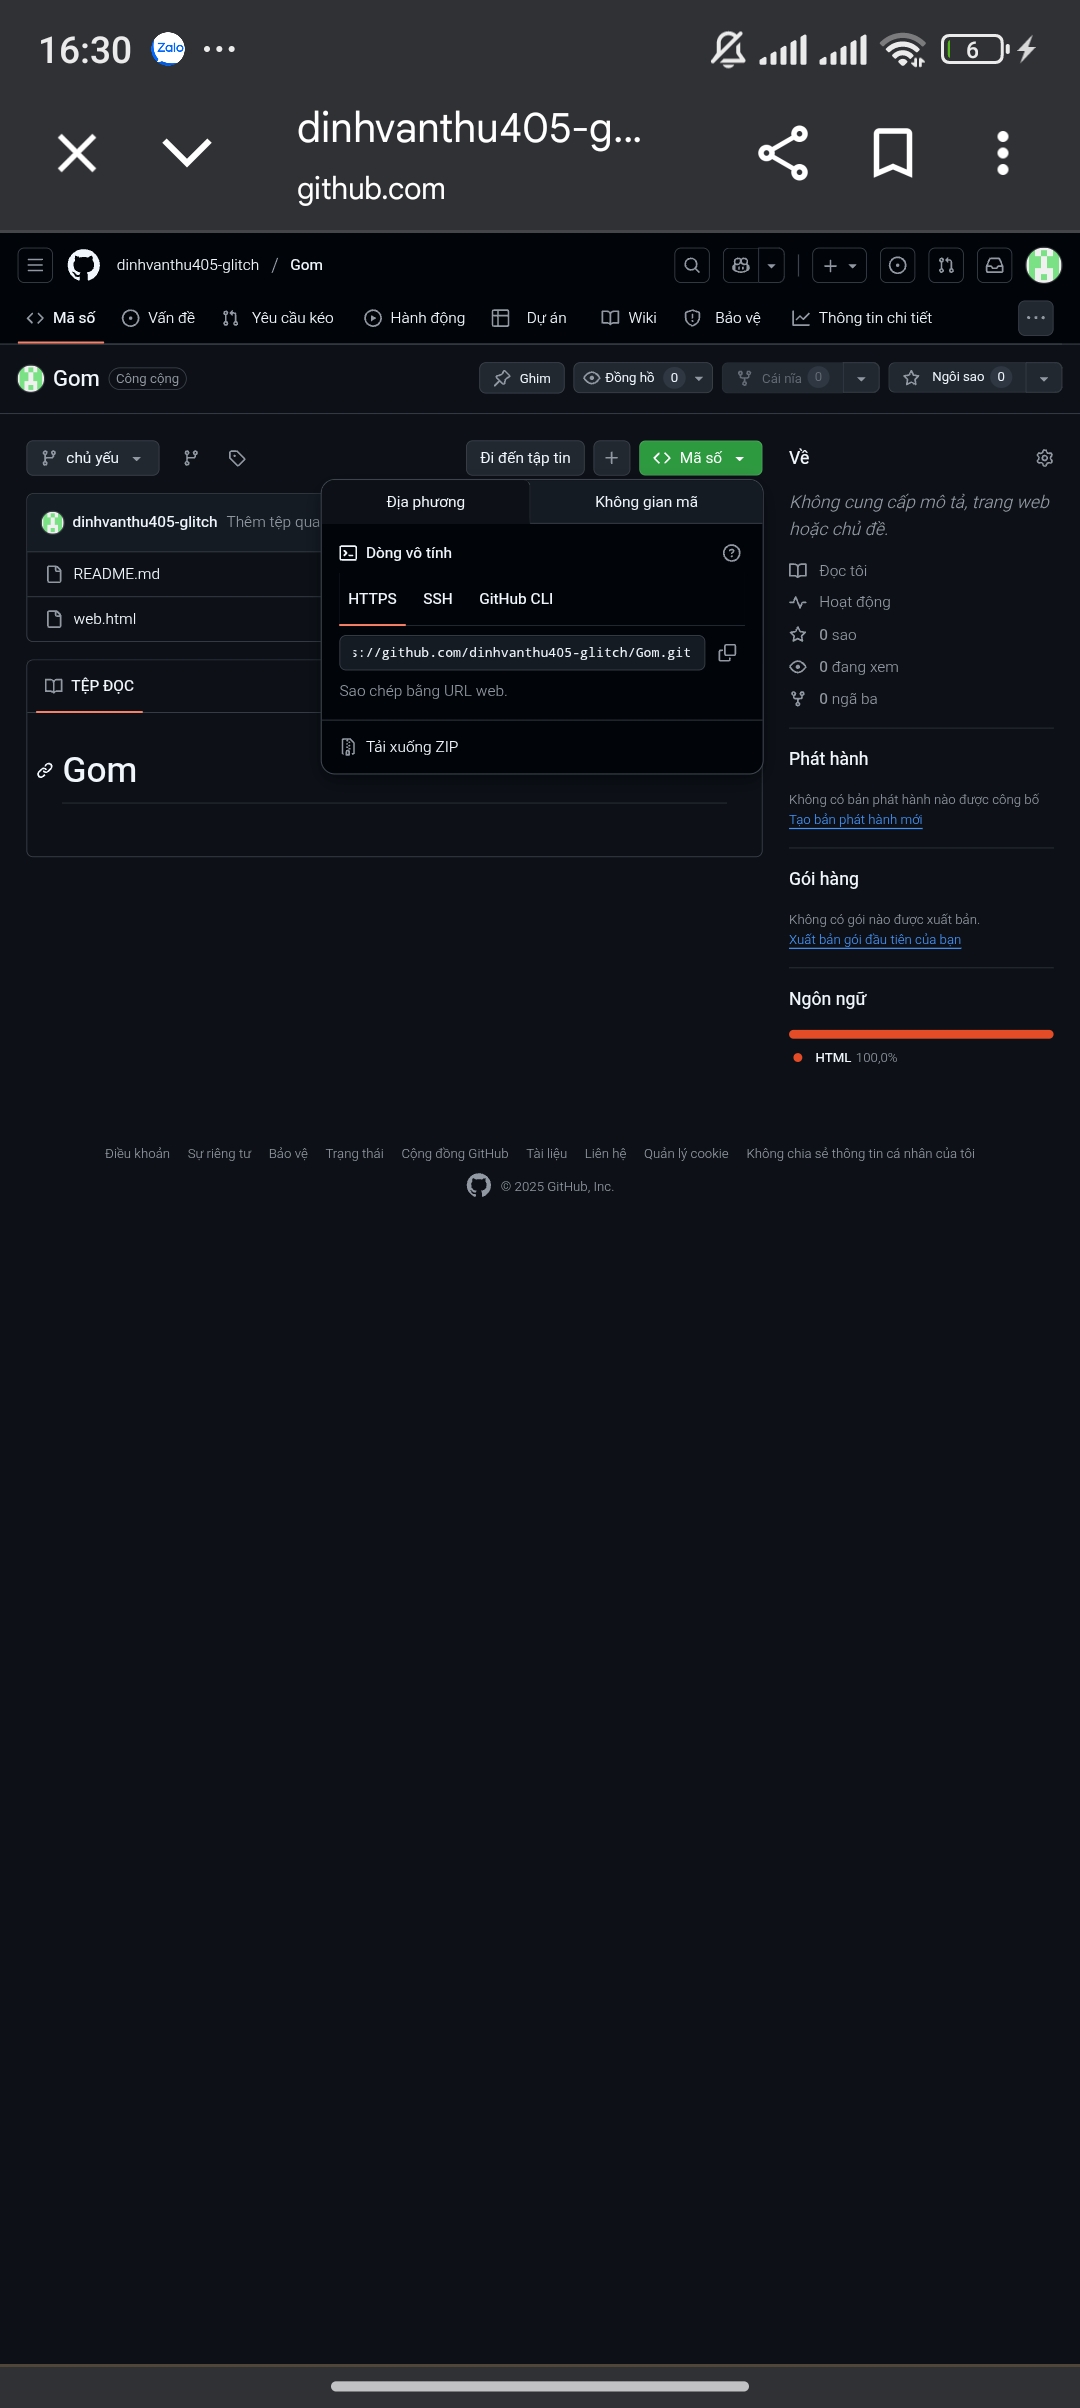 16:30 Zalo ... 6
dinhvanthu405-g...
github.com
dinhvanthu405-glitch / Gom
Mã số Vấn đề Yêu cầu kéo Hành động Dự án Wiki Bảo vệ Thông tin chi tiết
Gom Công cộng Ghim Đồng hồ 0 Cái nĩa 0 Ngôi sao 0
chủ yếu Đi đến tập tin Mã số
Địa phương Không gian mã
dinhvanthu405-glitch Thêm tệp qua
Dòng vô tính
README.md
HTTPS SSH GitHub CLI
web.html
s://github.com/dinhvanthu405-glitch/Gom.git
TỆP ĐỌC
Sao chép bằng URL web.
Tải xuống ZIP
Gom
Về
Không cung cấp mô tả, trang web
hoặc chủ đề.
Đọc tôi
Hoạt động
0 sao
0 đang xem
0 ngã ba
Phát hành
Không có bản phát hành nào được công bố
Tạo bản phát hành mới
Gói hàng
Không có gói nào được xuất bản.
Xuất bản gói đầu tiên của bạn
Ngôn ngữ
HTML 100,0%
Điều khoản Sự riêng tư Bảo vệ Trạng thái Cộng đồng GitHub Tài liệu Liên hệ Quản lý cookie Không chia sẻ thông tin cá nhân của tôi
© 2025 GitHub, Inc.